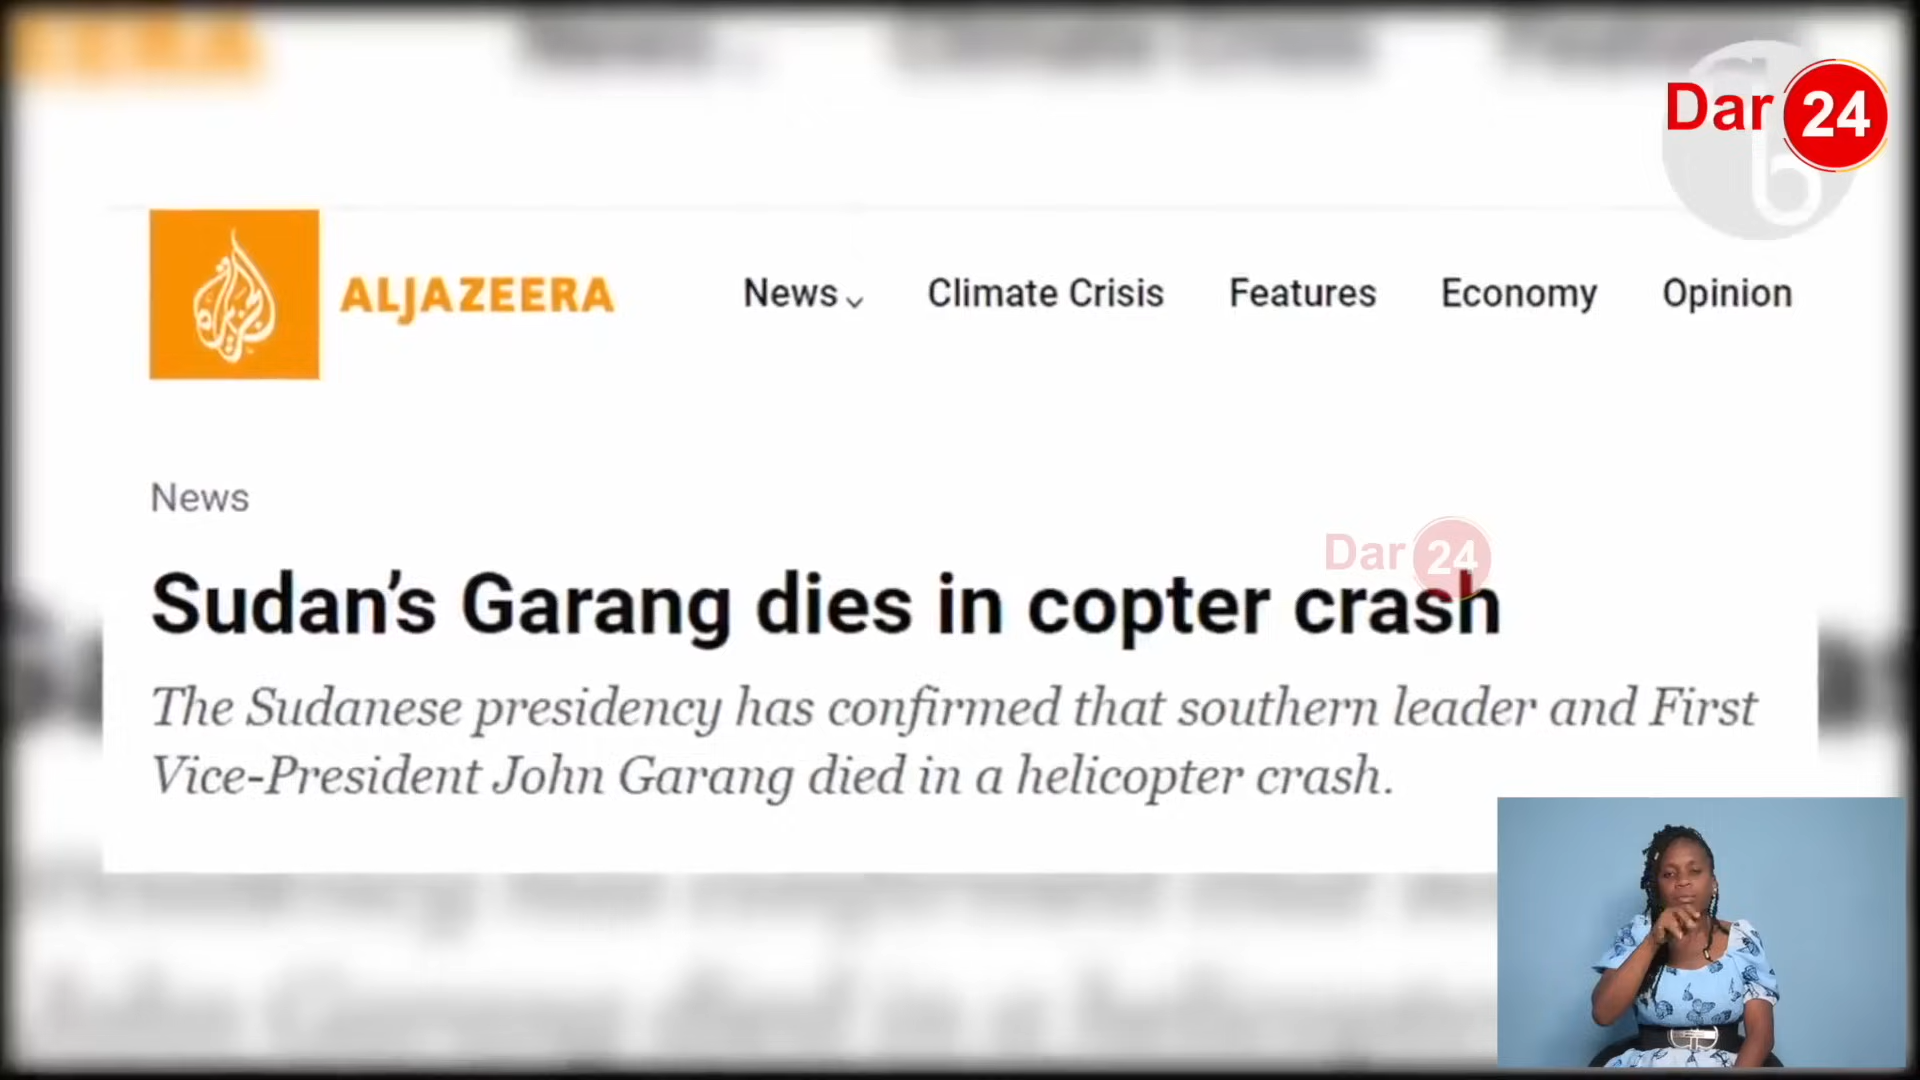 Dar 24
ALJAZEERA
News
Climate Crisis
Features
Economy
Opinion
News
Dar 24
Sudan’s Garang dies in copter crash
The Sudanese presidency has confirmed that southern leader and First
Vice-President John Garang died in a helicopter crash.